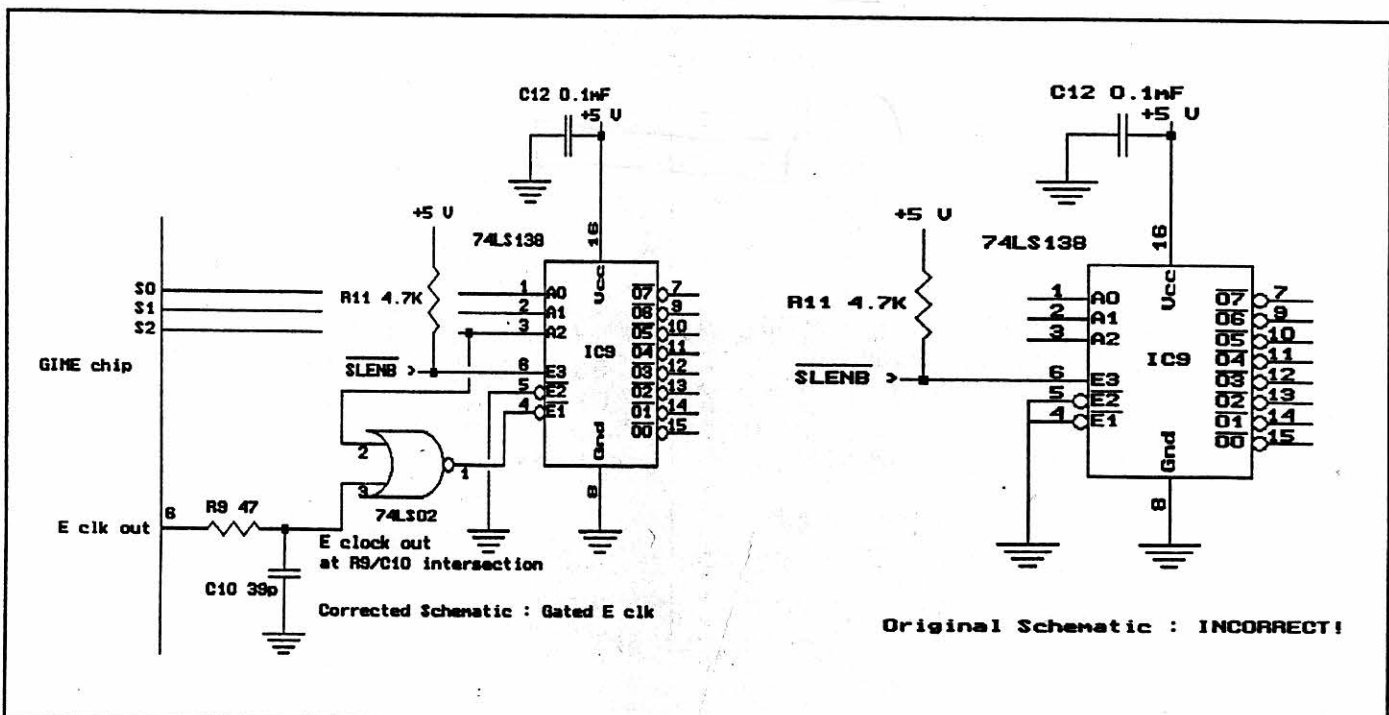 C12 0.1mF
+5 V
+5 V
74LS138
16
Vcc
S0
S1
S2
R11 4.7K
1 A0
2 A1
3 A2
O7 7
O6 9
O5 10
O4 11
O3 12
O2 13
O1 14
O0 15
IC9
GIME chip
SLENB >
6 E3
5 E2
4 E1
Gnd
8
2
3
1
74LS02
E clk out
6
R9 47
C10 39p
E clock out
at R9/C10 intersection
Corrected Schematic : Gated E clk
C12 0.1mF
+5 V
+5 V
74LS138
16
Vcc
R11 4.7K
1 A0
2 A1
3 A2
O7 7
O6 9
O5 10
O4 11
O3 12
O2 13
O1 14
O0 15
IC9
SLENB >
6 E3
5 E2
4 E1
Gnd
8
Original Schematic : INCORRECT!